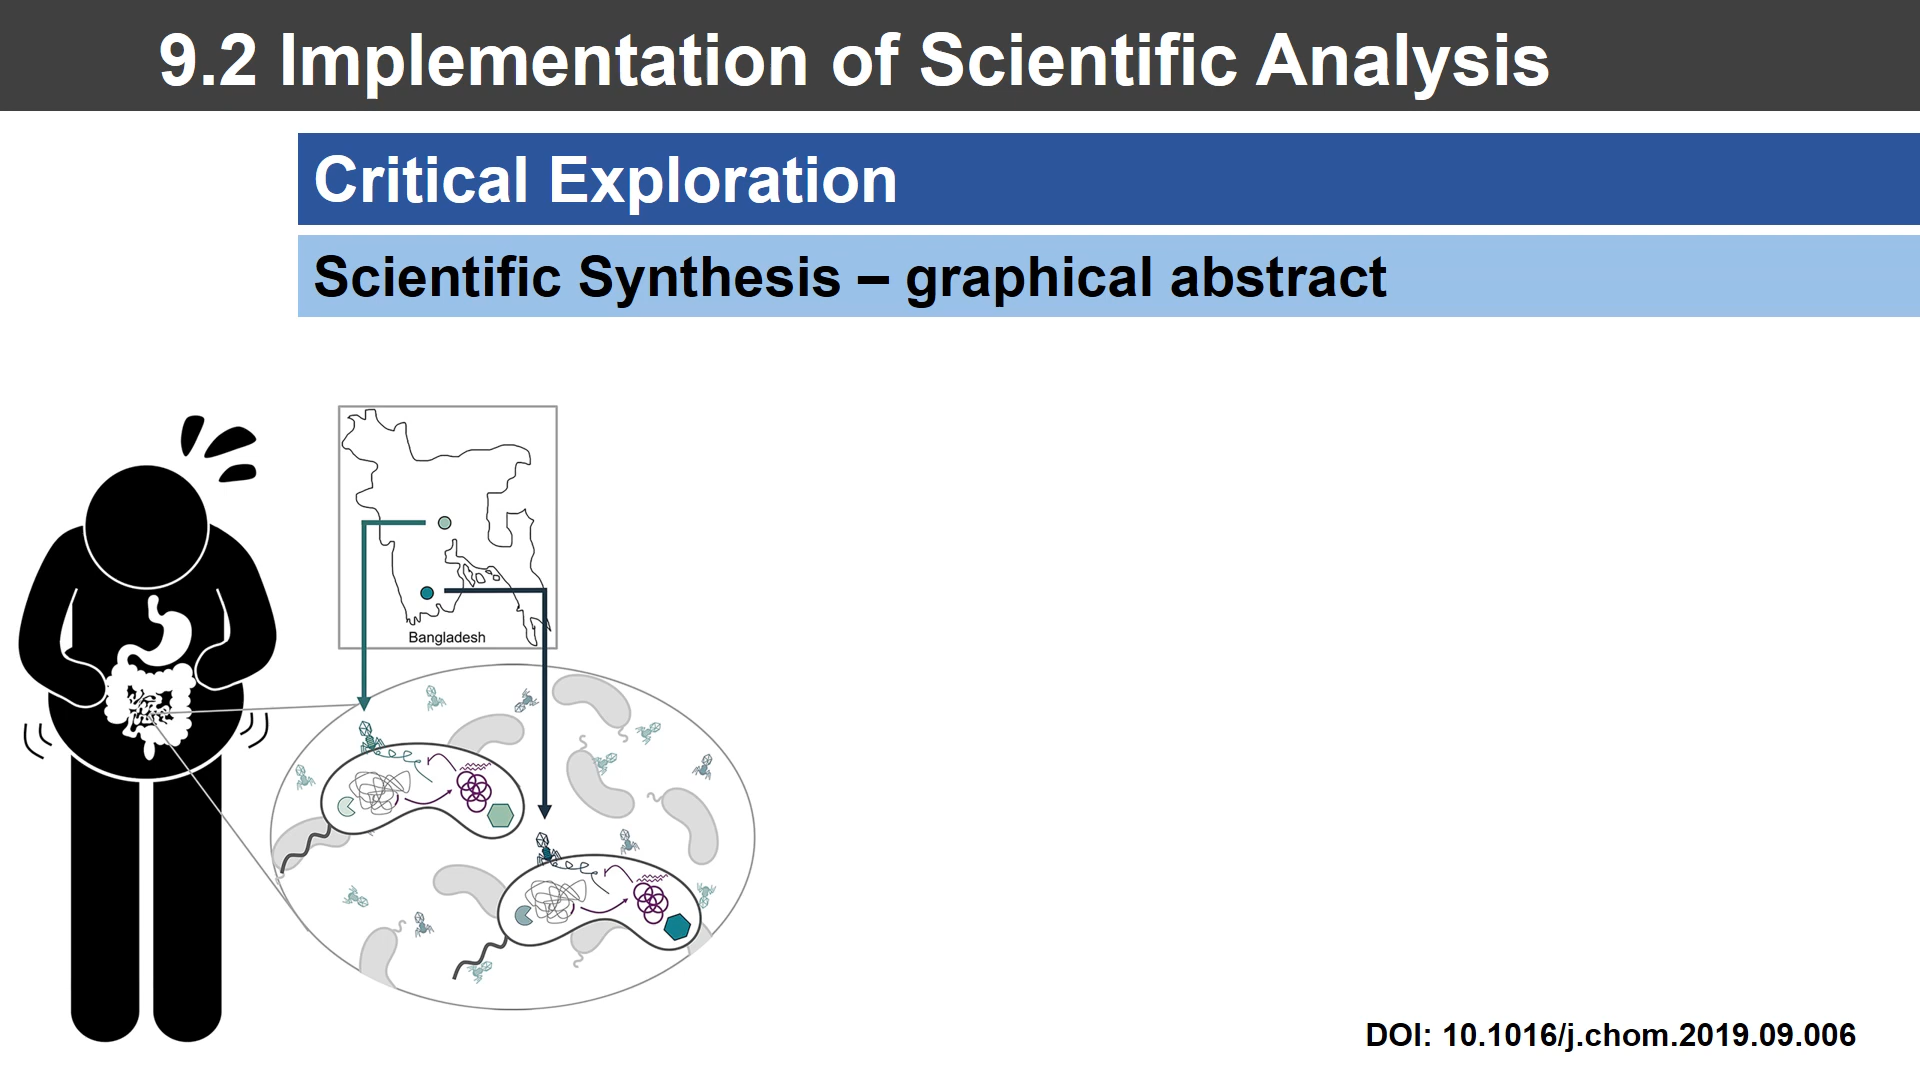 9.2 Implementation of Scientific Analysis
Critical Exploration
Scientific Synthesis – graphical abstract
Bangladesh
DOI: 10.1016/j.chom.2019.09.006